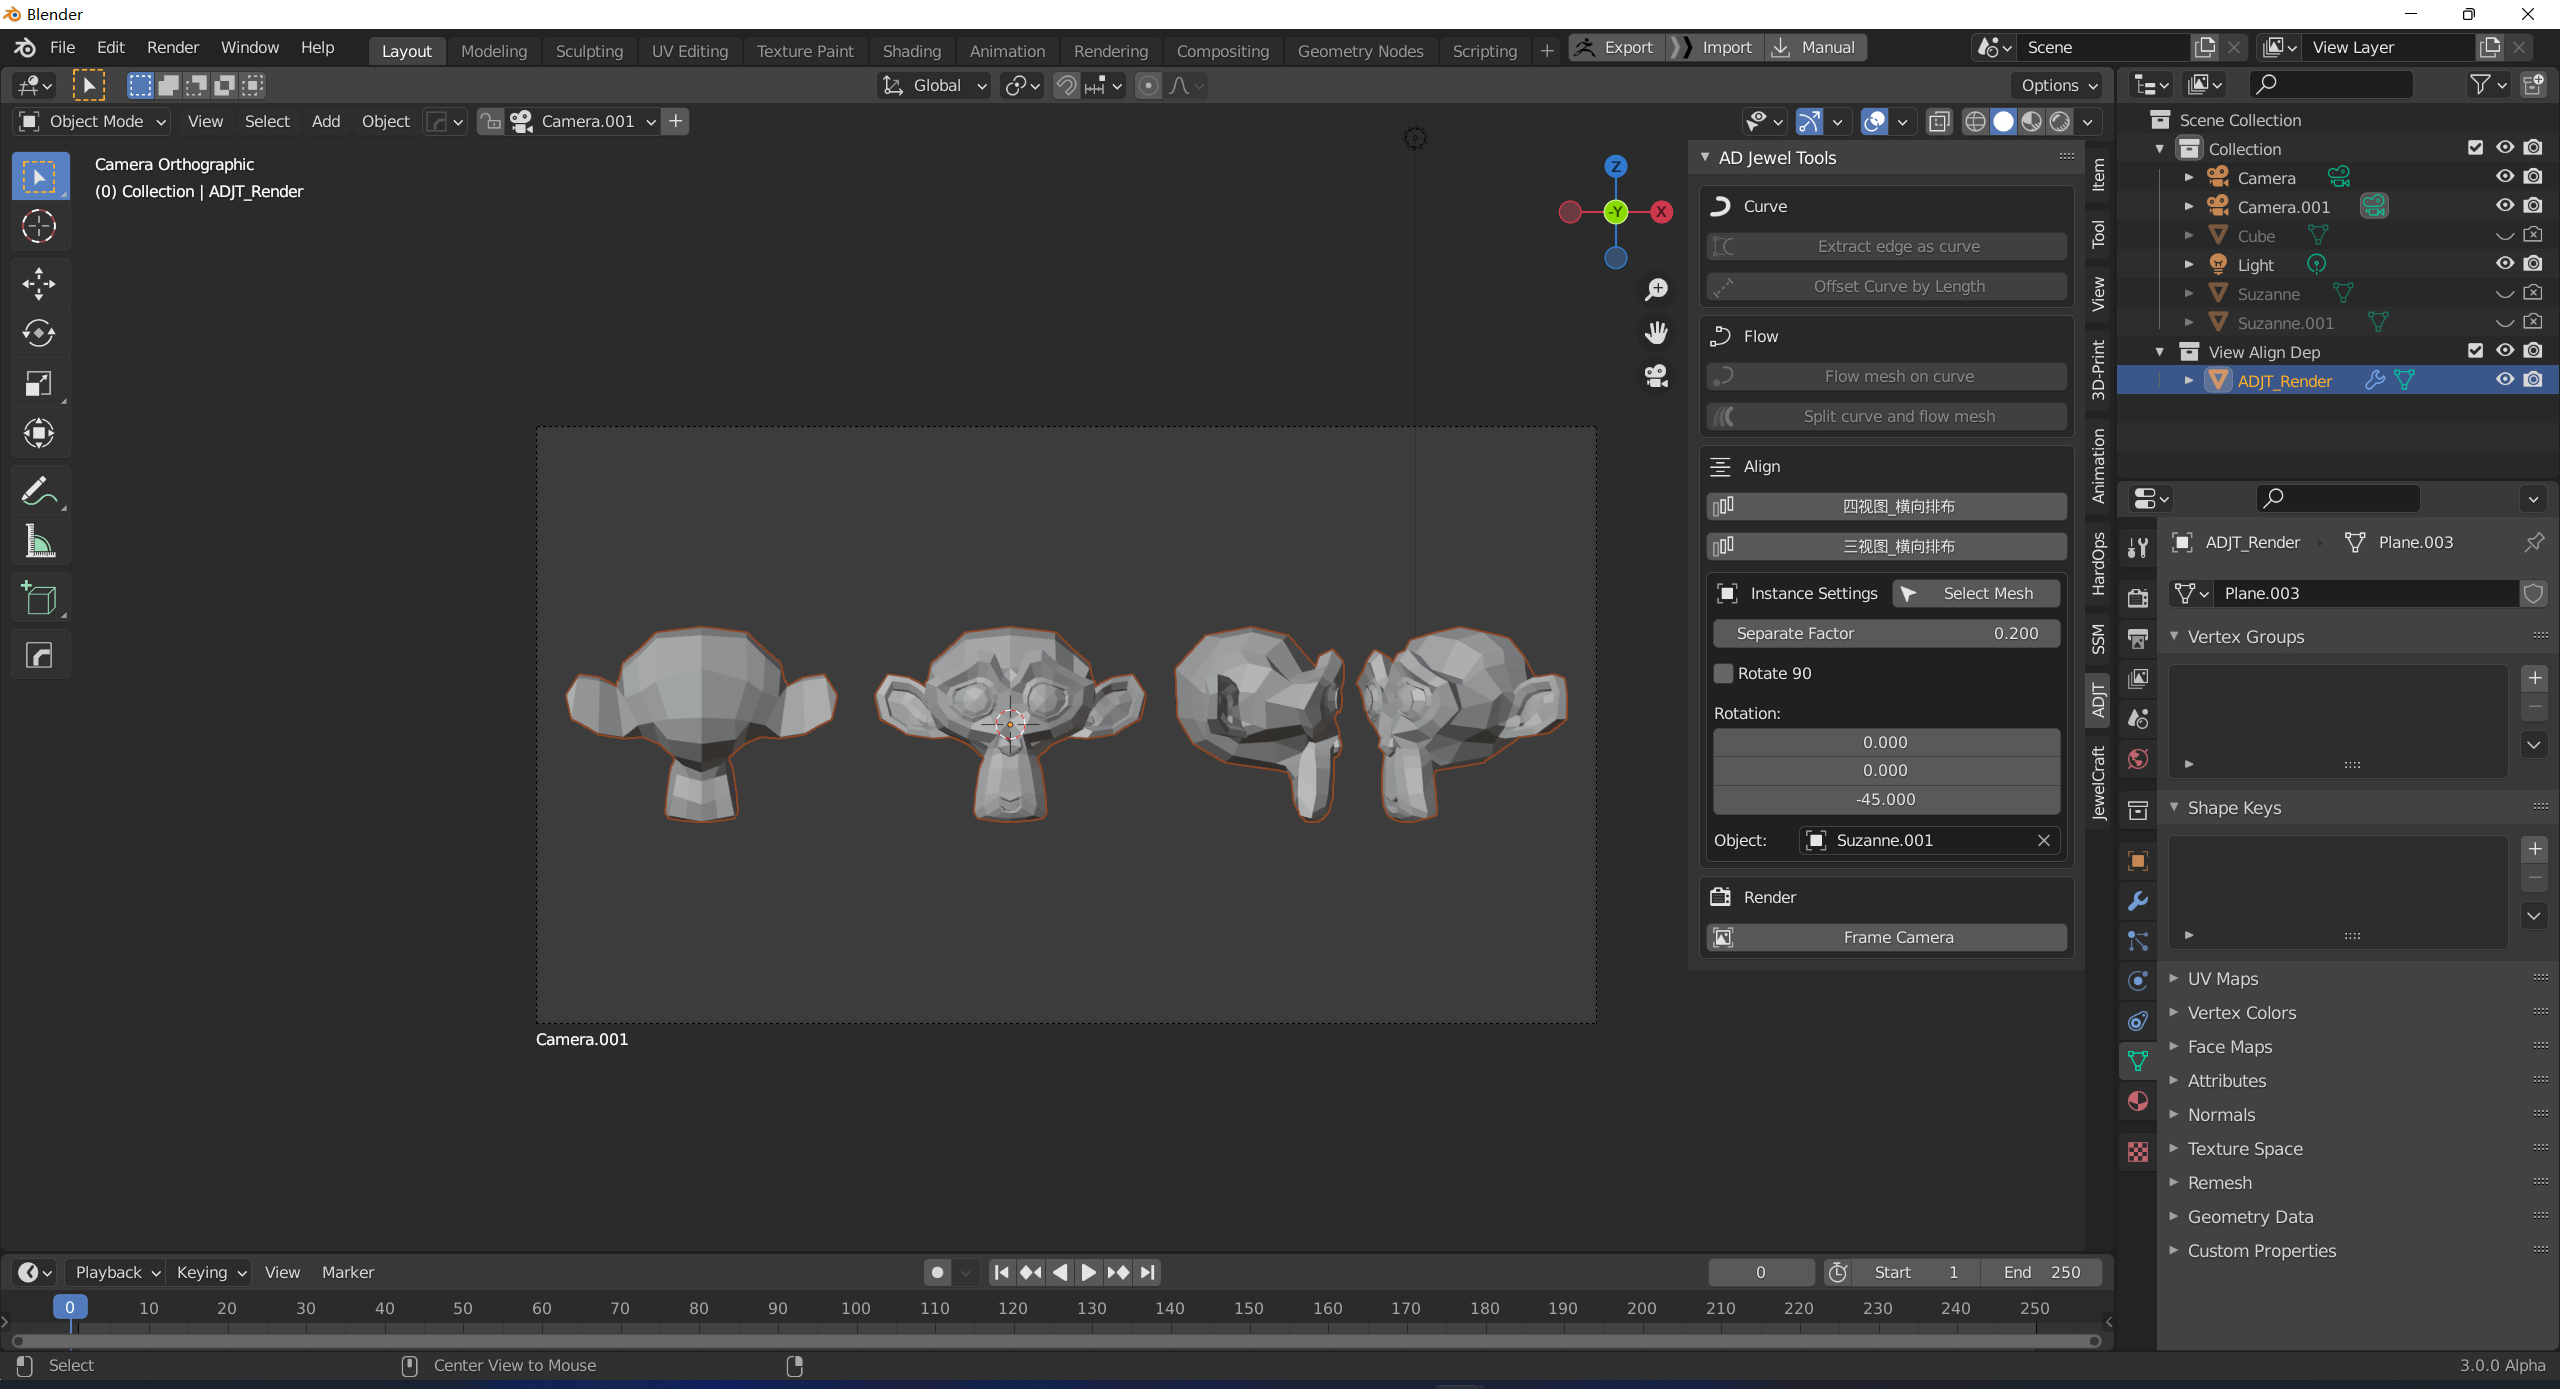 Blender
File Edit Render Window Help Layout Modeling Sculpting UV Editing Texture Paint Shading Animation Rendering Compositing Geometry Nodes Scripting + Export Import Manual Scene View Layer
Global Options
Object Mode View Select Add Object Camera.001 +
Camera Orthographic
(0) Collection | ADJT_Render
Z
-Y X
AD Jewel Tools
Curve
Extract edge as curve
Offset Curve by Length
Flow
Flow mesh on curve
Split curve and flow mesh
Align
四视图_横向排布
三视图_横向排布
Instance Settings Select Mesh
Separate Factor 0.200
Rotate 90
Rotation:
0.000
0.000
-45.000
Object: Suzanne.001
Render
Frame Camera
Item
Tool
View
3D-Print
Animation
HardOps
SSM
ADJT
JewelCraft
Camera.001
Scene Collection
Collection
Camera
Camera.001
Cube
Light
Suzanne
Suzanne.001
View Align Dep
ADJT_Render
ADJT_Render Plane.003
Plane.003
Vertex Groups
Shape Keys
UV Maps
Vertex Colors
Face Maps
Attributes
Normals
Texture Space
Remesh
Geometry Data
Custom Properties
Playback Keying View Marker 0 Start 1 End 250
0 10 20 30 40 50 60 70 80 90 100 110 120 130 140 150 160 170 180 190 200 210 220 230 240 250
Select Center View to Mouse 3.0.0 Alpha